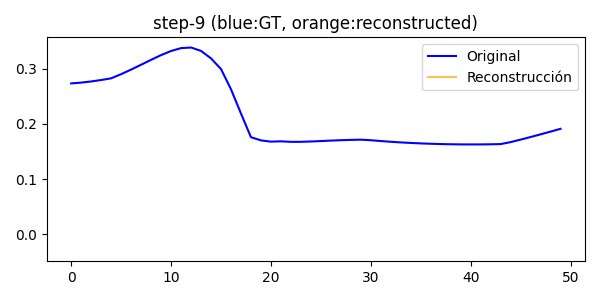 step-9 (blue:GT, orange:reconstructed)
Original
Reconstrucción
0.3
0.2
0.1
0.0
0 10 20 30 40 50